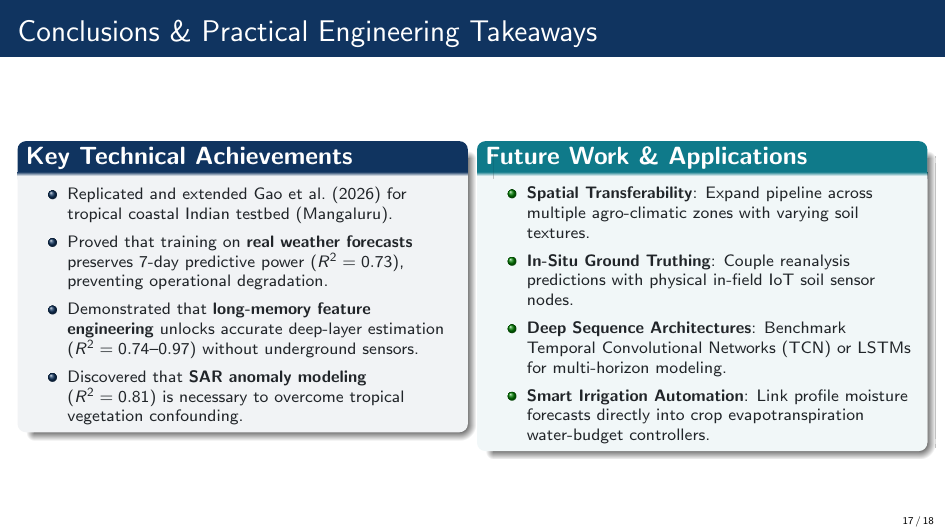 Conclusions & Practical Engineering Takeaways
Key Technical Achievements
Replicated and extended Gao et al. (2026) for
tropical coastal Indian testbed (Mangaluru).
Proved that training on real weather forecasts
preserves 7-day predictive power (R² = 0.73),
preventing operational degradation.
Demonstrated that long-memory feature
engineering unlocks accurate deep-layer estimation
(R² = 0.74–0.97) without underground sensors.
Discovered that SAR anomaly modeling
(R² = 0.81) is necessary to overcome tropical
vegetation confounding.
Future Work & Applications
Spatial Transferability: Expand pipeline across
multiple agro-climatic zones with varying soil
textures.
In-Situ Ground Truthing: Couple reanalysis
predictions with physical in-field IoT soil sensor
nodes.
Deep Sequence Architectures: Benchmark
Temporal Convolutional Networks (TCN) or LSTMs
for multi-horizon modeling.
Smart Irrigation Automation: Link profile moisture
forecasts directly into crop evapotranspiration
water-budget controllers.
17 / 18